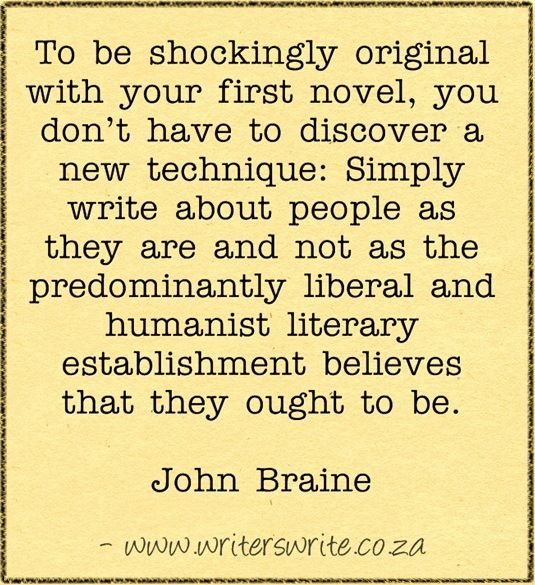 To be shockingly original
with your first novel, you
don't have to discover a
new technique: Simply
write about people as
they are and not as the
predominantly liberal and
humanist literary
establishment believes
that they ought to be.
John Braine
- www.writerswrite.co.za